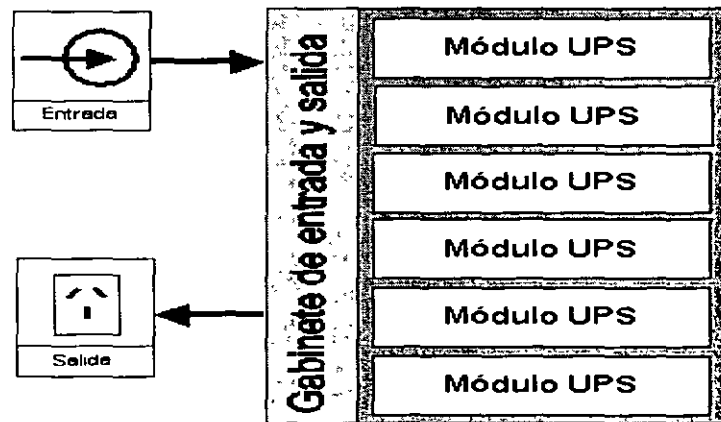 Entrada
Salida
Gabinete de entrada y salida
Módulo UPS
Módulo UPS
Módulo UPS
Módulo UPS
Módulo UPS
Módulo UPS